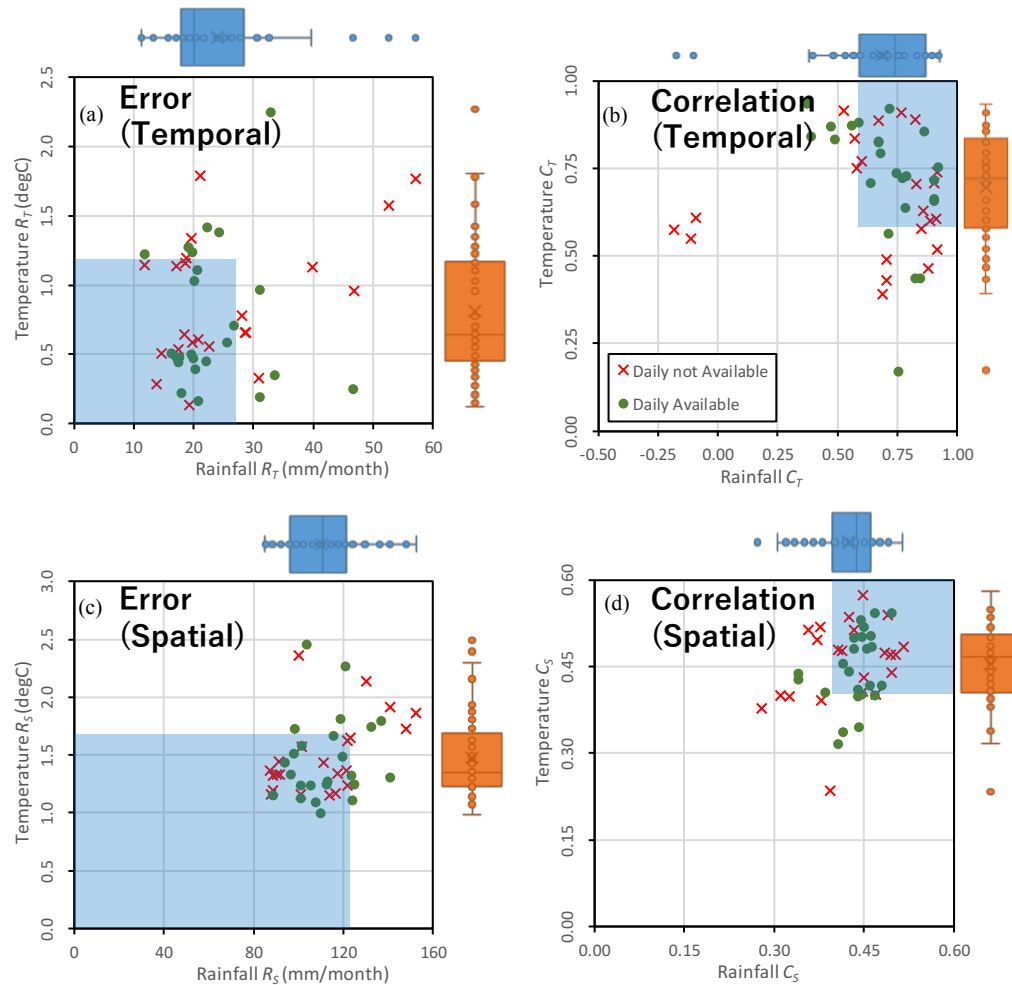 (a)
Error
(Temporal)
Temperature R_T (degC)
2.5
2.0
1.5
1.0
0.5
0.0
0
10
20
30
40
50
60
Rainfall R_T (mm/month)
(b)
Correlation
(Temporal)
Temperature C_T
1.00
0.75
0.50
0.25
0.00
Daily not Available
Daily Available
-0.50
-0.25
0.00
0.25
0.50
0.75
1.00
Rainfall C_T
(c)
Error
(Spatial)
Temperature R_S (degC)
3.0
2.5
2.0
1.5
1.0
0.5
0.0
0
40
80
120
160
Rainfall R_S (mm/month)
(d)
Correlation
(Spatial)
Temperature C_S
0.60
0.45
0.30
0.15
0.00
0.00
0.15
0.30
0.45
0.60
Rainfall C_S